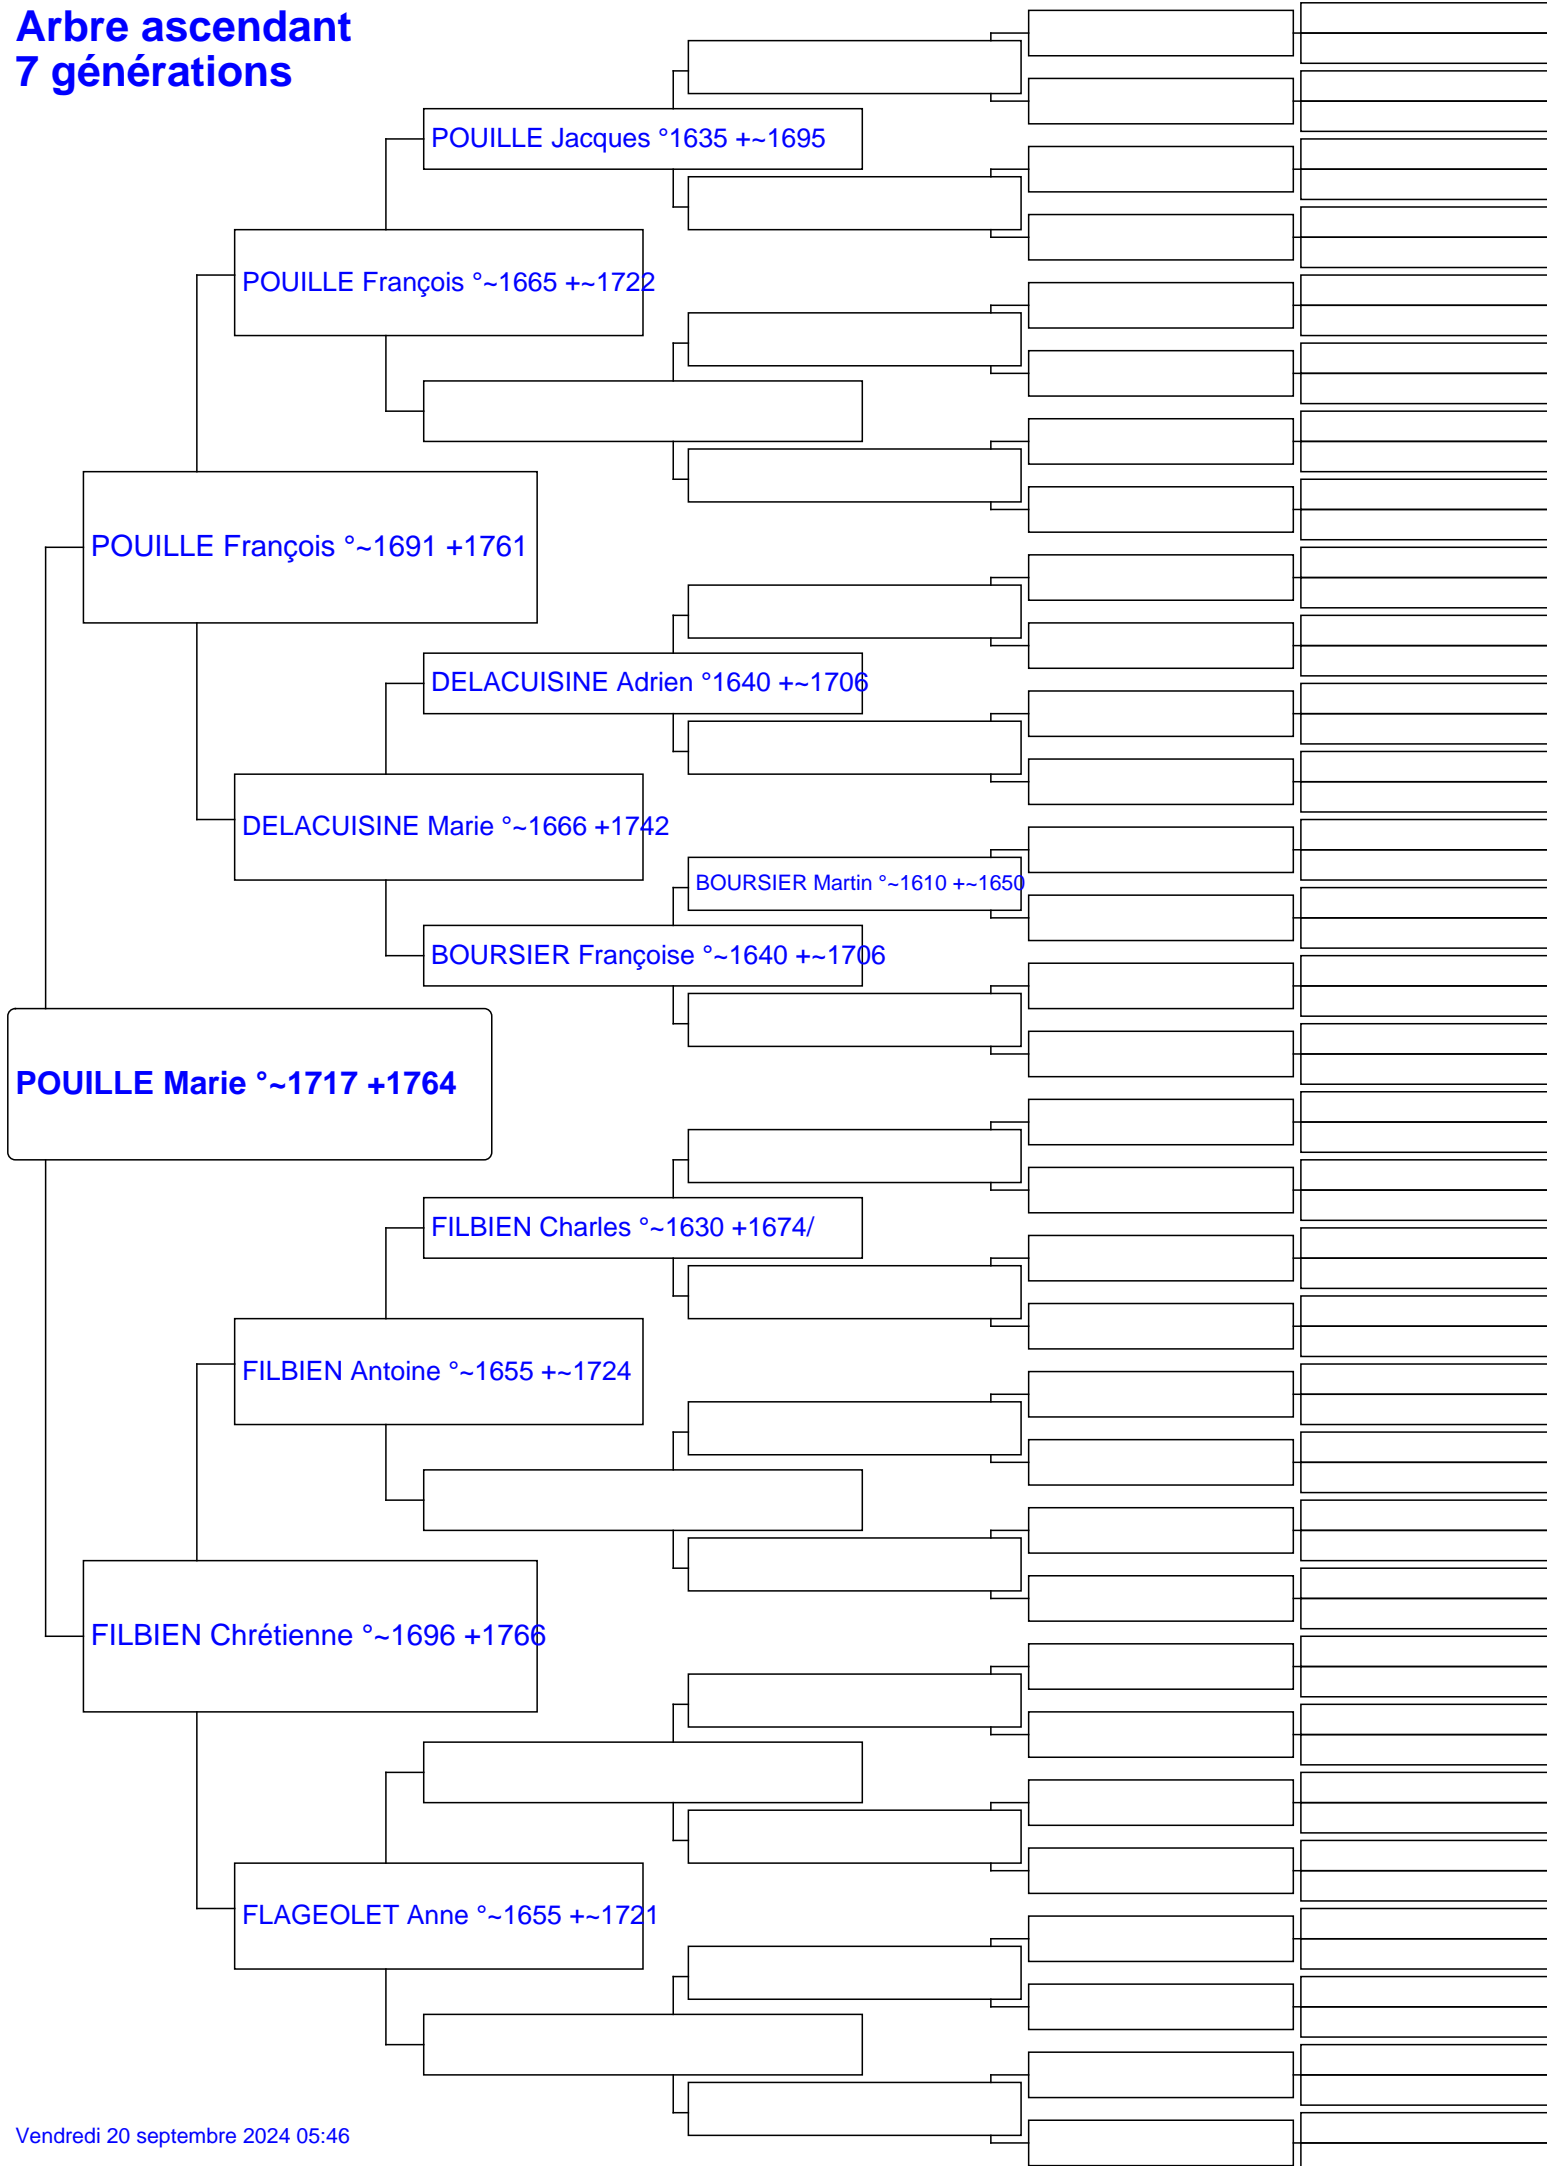 Arbre ascendant
7 générations
POUILLE Jacques °1635 +~1695
POUILLE François °~1665 +~1722
POUILLE François °~1691 +1761
DELACUISINE Adrien °1640 +~1706
DELACUISINE Marie °~1666 +1742
BOURSIER Martin °~1610 +~1650
BOURSIER Françoise °~1640 +~1706
POUILLE Marie °~1717 +1764
FILBIEN Charles °~1630 +1674/
FILBIEN Antoine °~1655 +~1724
FILBIEN Chrétienne °~1696 +1766
FLAGEOLET Anne °~1655 +~1721
Vendredi 20 septembre 2024 05:46